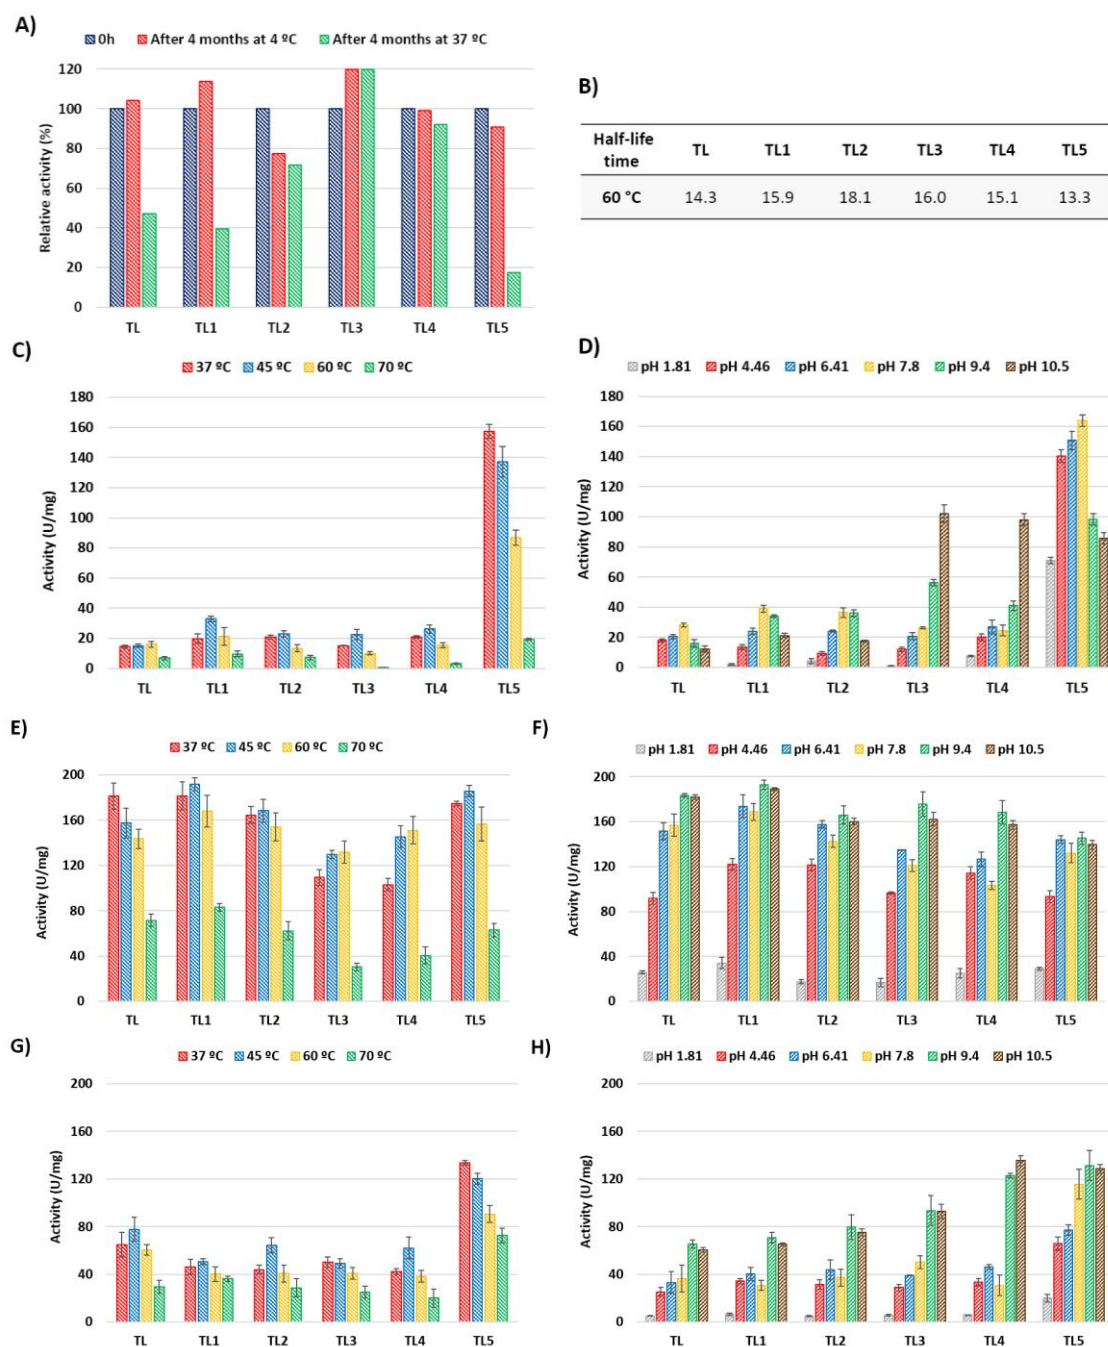 A)
0h After 4 months at 4 ºC After 4 months at 37 ºC
Relative activity (%)
120
100
80
60
40
20
0
TL TL1 TL2 TL3 TL4 TL5
B)
Half-life time TL TL1 TL2 TL3 TL4 TL5
60 °C 14.3 15.9 18.1 16.0 15.1 13.3
C)
37 ºC 45 ºC 60 ºC 70 ºC
Activity (U/mg)
180
160
140
120
100
80
60
40
20
0
TL TL1 TL2 TL3 TL4 TL5
D)
pH 1.81 pH 4.46 pH 6.41 pH 7.8 pH 9.4 pH 10.5
Activity (U/mg)
180
160
140
120
100
80
60
40
20
0
TL TL1 TL2 TL3 TL4 TL5
E)
37 ºC 45 ºC 60 ºC 70 ºC
Activity (U/mg)
200
160
120
80
40
0
TL TL1 TL2 TL3 TL4 TL5
F)
pH 1.81 pH 4.46 pH 6.41 pH 7.8 pH 9.4 pH 10.5
Activity (U/mg)
200
160
120
80
40
0
TL TL1 TL2 TL3 TL4 TL5
G)
37 ºC 45 ºC 60 ºC 70 ºC
Activity (U/mg)
200
160
120
80
40
0
TL TL1 TL2 TL3 TL4 TL5
H)
pH 1.81 pH 4.46 pH 6.41 pH 7.8 pH 9.4 pH 10.5
Activity (U/mg)
200
160
120
80
40
0
TL TL1 TL2 TL3 TL4 TL5